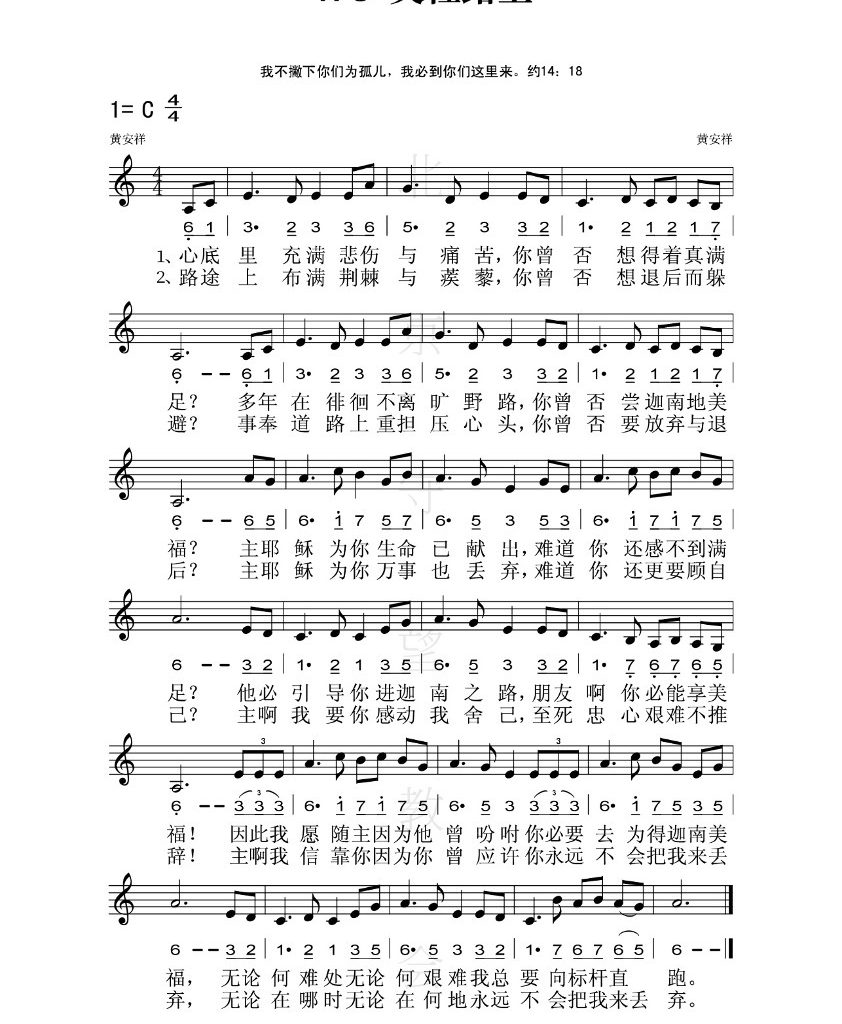 我不撇下你们为孤儿，我必到你们这里来。约14：18
1= C 4/4
黄安祥 黄安祥
6 1 | 3• 2 3 3 6 | 5• 2 3 3 2 | 1• 2 1 2 1 7 |
1、心底里充满悲伤与痛苦，你曾否想得着真满
2、路途上布满荆棘与蒺藜，你曾否想退后而躲
6 – – 6 1 | 3• 2 3 3 6 | 5• 2 3 3 2 | 1• 2 1 2 1 7 |
足？多年在徘徊不离旷野路，你曾否尝迦南地美
避？事奉道路上重担压心头，你曾否要放弃与退
6 – – 6 5 | 6• 1 7 5 7 | 6• 5 3 5 3 | 6• 1 7 1 7 5 |
福？主耶稣为你生命已献出，难道你还感不到满
后？主耶稣为你万事也丢弃，难道你还更要顾自
6 – – 3 2 | 1• 2 1 3 5 | 6• 5 3 3 2 | 1• 7 6 7 6 5 |
足？他必引导你进迦南之路，朋友啊你必能享美
己？主啊我要你感动我舍己，至死忠心艰难不推
6 – – 3 3 3 | 6• 1 7 1 7 5 | 6• 5 3 3 3 3 | 6• 5 3 5 3 2 |
福！因此我愿随主因为他曾吩咐你必要去为得迦南美
辞！主啊我信靠你因为你曾应许你永远不会把我来丢
6 – – 3 2 | 1• 2 1 3 5 | 6• 5 3 3 2 | 1• 7 6 7 6 5 | 6 – –
福，无论何难处无论何艰难我总要向标杆直跑。
弃，无论在哪时无论在何地永远不会把我来丢弃。
北京守望教会